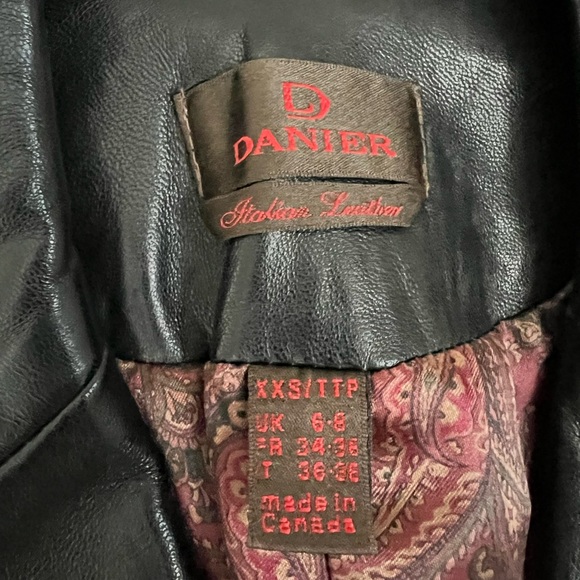 D
DANIER
Italian Leather
XXS/TTP
UK 6-8
FR 34-36
IT 36-38
made in
Canada